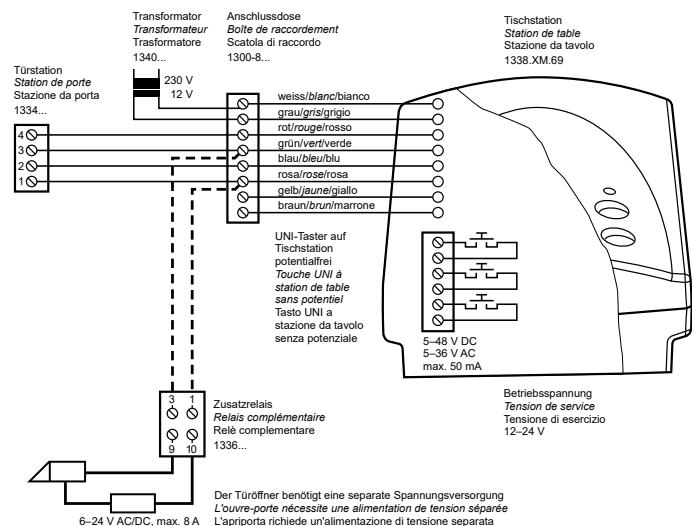 Transformator
Transformateur
Trasformatore
1340...
230 V
12 V
Anschlussdose
Boîte de raccordement
Scatola di raccordo
1300-8...
Tischstation
Station de table
Stazione da tavolo
1338.XM.69
Türstation
Station de porte
Stazione da porta
1334...
4
3
2
1
weiss/blanc/bianco
grau/gris/grigio
rot/rouge/rosso
grün/vert/verde
blau/bleu/blu
rosa/rose/rosa
gelb/jaune/giallo
braun/brun/marrone
UNI-Taster auf
Tischstation
potentialfrei
Touche UNI à
station de table
sans potentiel
Tasto UNI a
stazione da tavolo
senza potenziale
5–48 V DC
5–36 V AC
max. 50 mA
Betriebsspannung
Tension de service
Tensione di esercizio
12–24 V
3 1
9 10
Zusatzrelais
Relais complémentaire
Relè complementare
1336...
6–24 V AC/DC, max. 8 A
Der Türöffner benötigt eine separate Spannungsversorgung
L'ouvre-porte nécessite une alimentation de tension séparée
L'apriporta richiede un'alimentazione di tensione separata